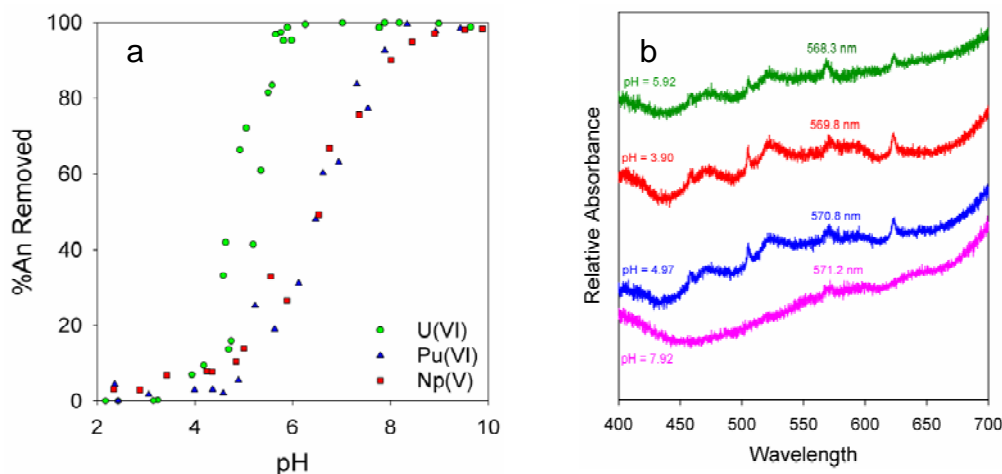 a
100
80
60
40
20
0
%An Removed
2 4 6 8 10
pH
U(VI)
Pu(VI)
Np(V)
b
568.3 nm
pH = 5.92
569.8 nm
pH = 3.90
570.8 nm
pH = 4.97
571.2 nm
pH = 7.92
Relative Absorbance
400 450 500 550 600 650 700
Wavelength